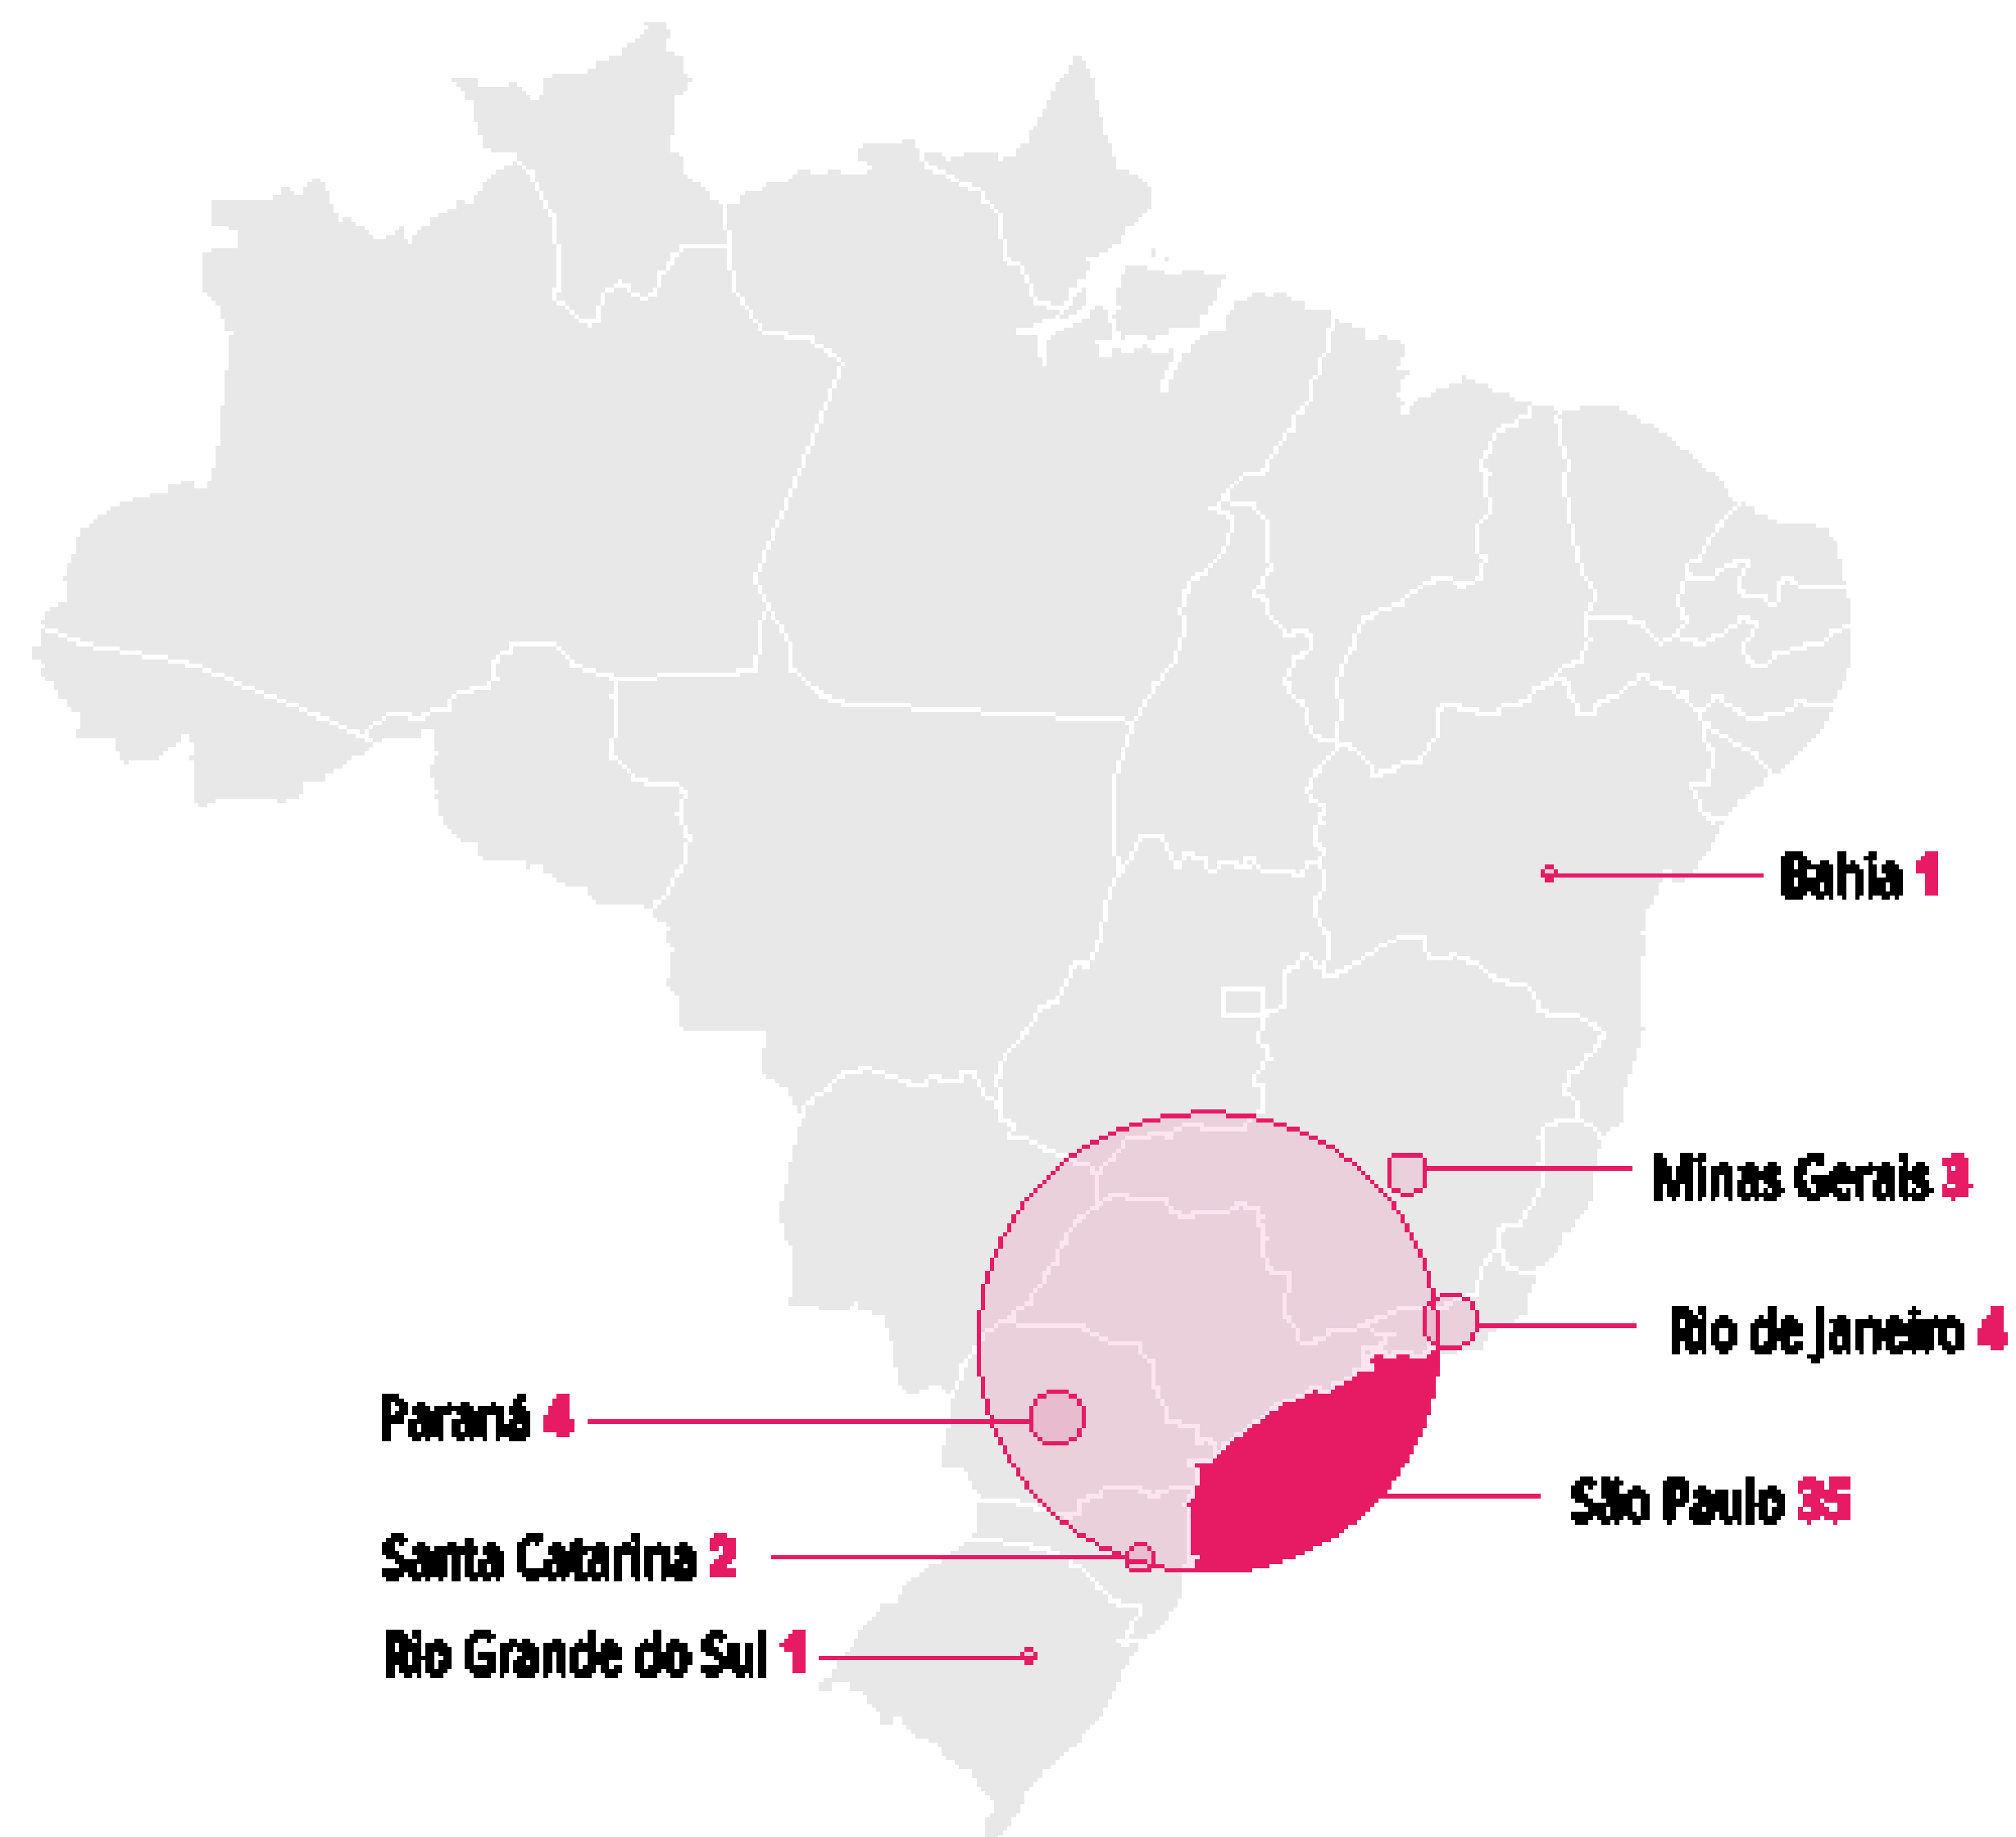 Bahia 1
Minas Gerais 3
Rio de Janeiro 4
Paraná 4
São Paulo 35
Santa Catarina 2
Rio Grande do Sul 1